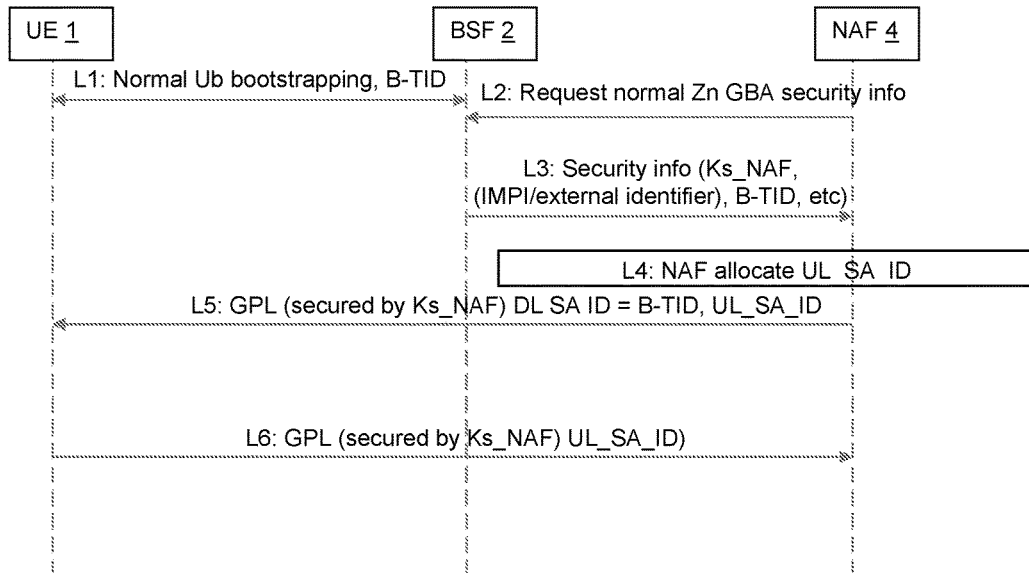 UE 1
BSF 2
NAF 4
L1: Normal Ub bootstrapping, B-TID
L2: Request normal Zn GBA security info
L3: Security info (Ks_NAF,
(IMPI/external identifier), B-TID, etc)
L4: NAF allocate UL_SA_ID
L5: GPL (secured by Ks_NAF) DL SA ID = B-TID, UL_SA_ID
L6: GPL (secured by Ks_NAF) UL_SA_ID)